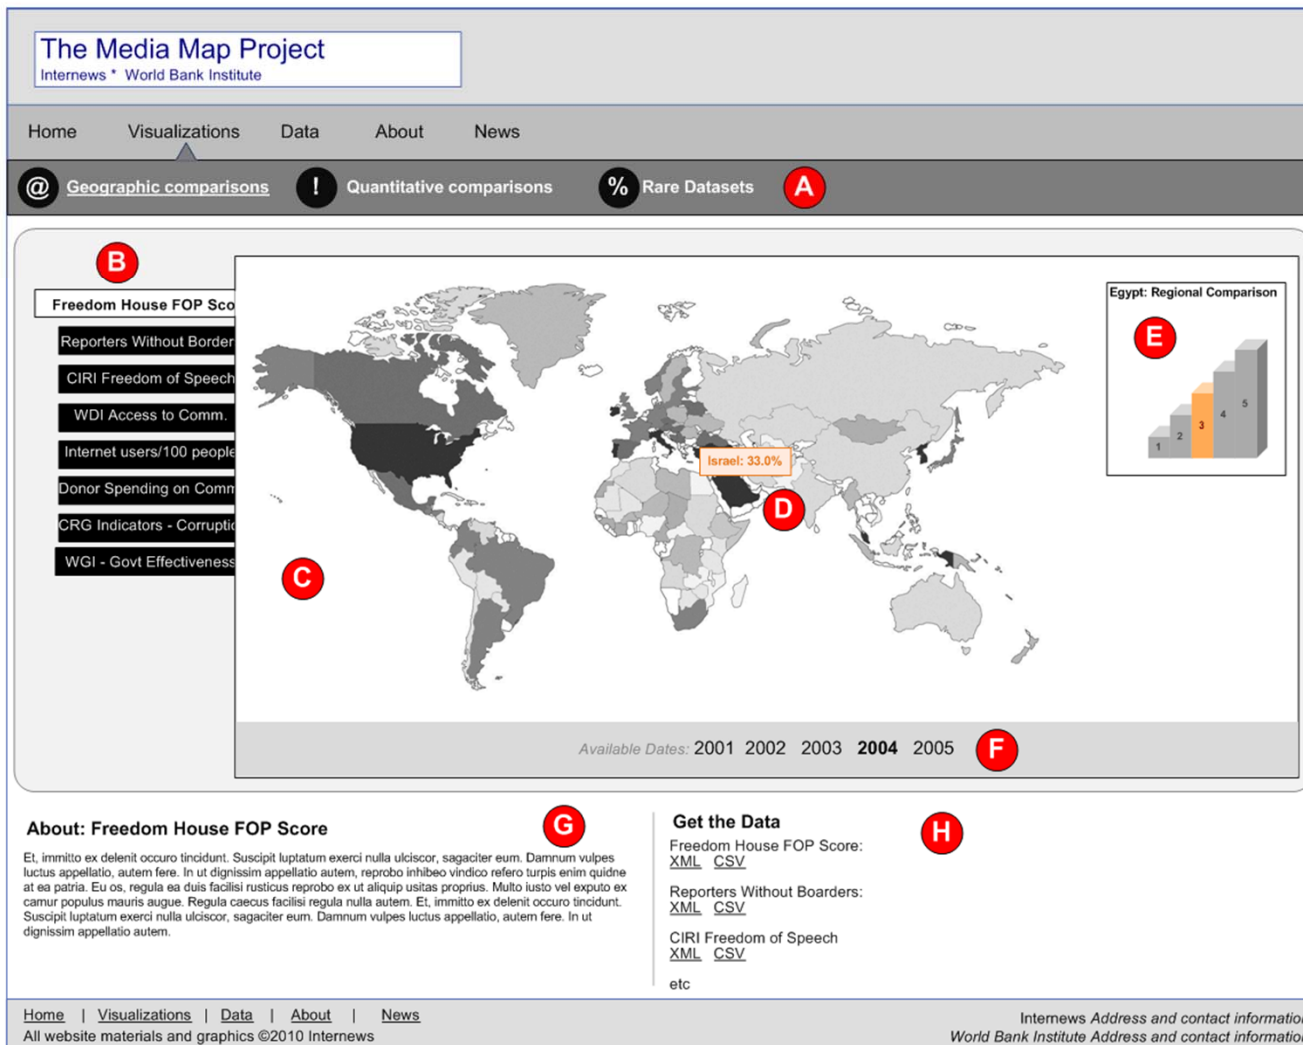 The Media Map Project
Internews * World Bank Institute
Home Visualizations Data About News
@ Geographic comparisons ! Quantitative comparisons % Rare Datasets A
B
Freedom House FOP Sco
Reporters Without Border
CIRI Freedom of Speech
WDI Access to Comm.
Internet users/100 people
Donor Spending on Comm
CRG Indicators - Corruptio
WGI - Govt Effectiveness
C
Israel: 33.0%
D
Egypt: Regional Comparison
E
1 2 3 4 5
Available Dates: 2001 2002 2003 2004 2005 F
About: Freedom House FOP Score G
Et, immitto ex delenit occuro tincidunt. Suscipit luptatum exerci nulla ulciscor, sagaciter eum. Damnum vulpes
luctus appellatio, autem fere. In ut dignissim appellatio autem, reprobo inhibeo vindico refero turpis enim quidne
at ea patria. Eu os, regula ea duis facilisi rusticus reprobo ex ut aliquip usitas proprius. Multo iusto vel exputo ex
camur populus mauris augue. Regula caecus facilisi regula nulla autem. Et, immitto ex delenit occuro tincidunt.
Suscipit luptatum exerci nulla ulciscor, sagaciter eum. Damnum vulpes luctus appellatio, autem fere. In ut
dignissim appellatio autem.
Get the Data H
Freedom House FOP Score:
XML CSV
Reporters Without Boarders:
XML CSV
CIRI Freedom of Speech
XML CSV
etc
Home | Visualizations | Data | About | News
All website materials and graphics ©2010 Internews
Internews Address and contact informatio
World Bank Institute Address and contact information